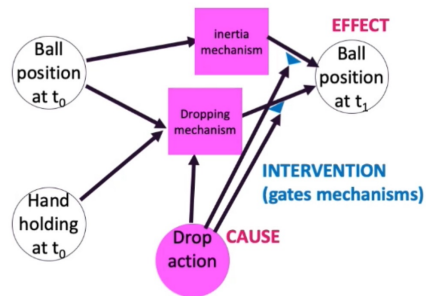 Ball
position
at t₀
inertia
mechanism
EFFECT
Ball
position
at t₁
Dropping
mechanism
INTERVENTION
(gates mechanisms)
Hand
holding
at t₀
Drop
action
CAUSE